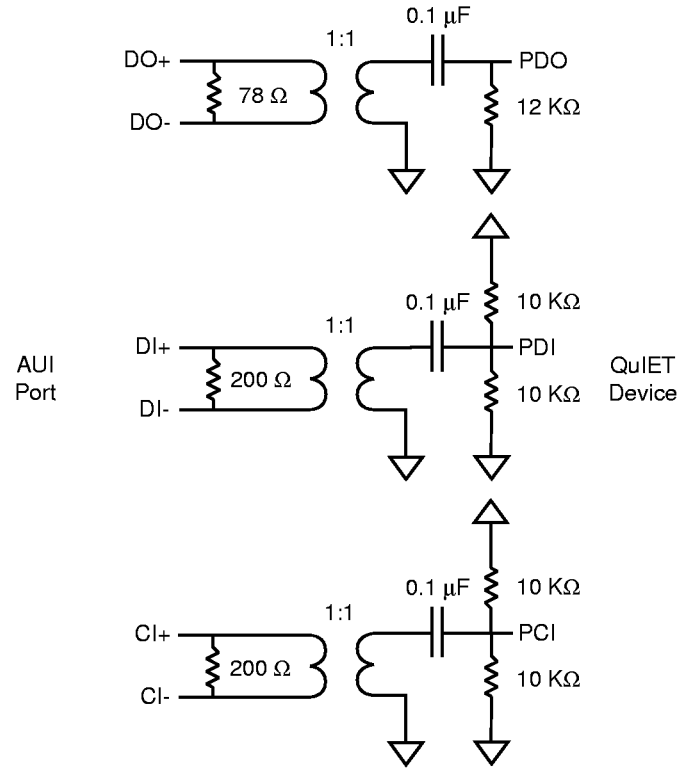 0.1 µF
1:1
DO+
PDO
78 Ω
12 KΩ
DO-
10 KΩ
0.1 µF
1:1
DI+
PDI
AUI
Port
200 Ω
QuIET
Device
10 KΩ
DI-
10 KΩ
0.1 µF
1:1
CI+
PCI
200 Ω
10 KΩ
CI-